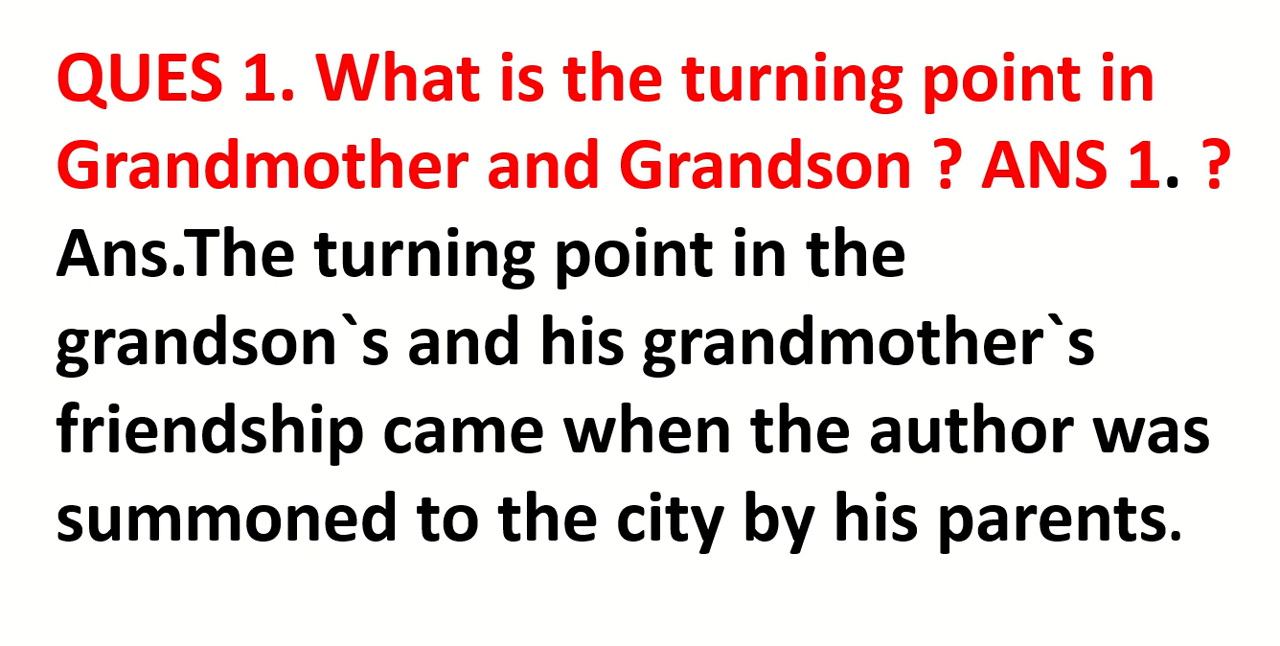 QUES 1. What is the turning point in
Grandmother and Grandson ? ANS 1. ?
Ans.The turning point in the
grandson`s and his grandmother`s
friendship came when the author was
summoned to the city by his parents.